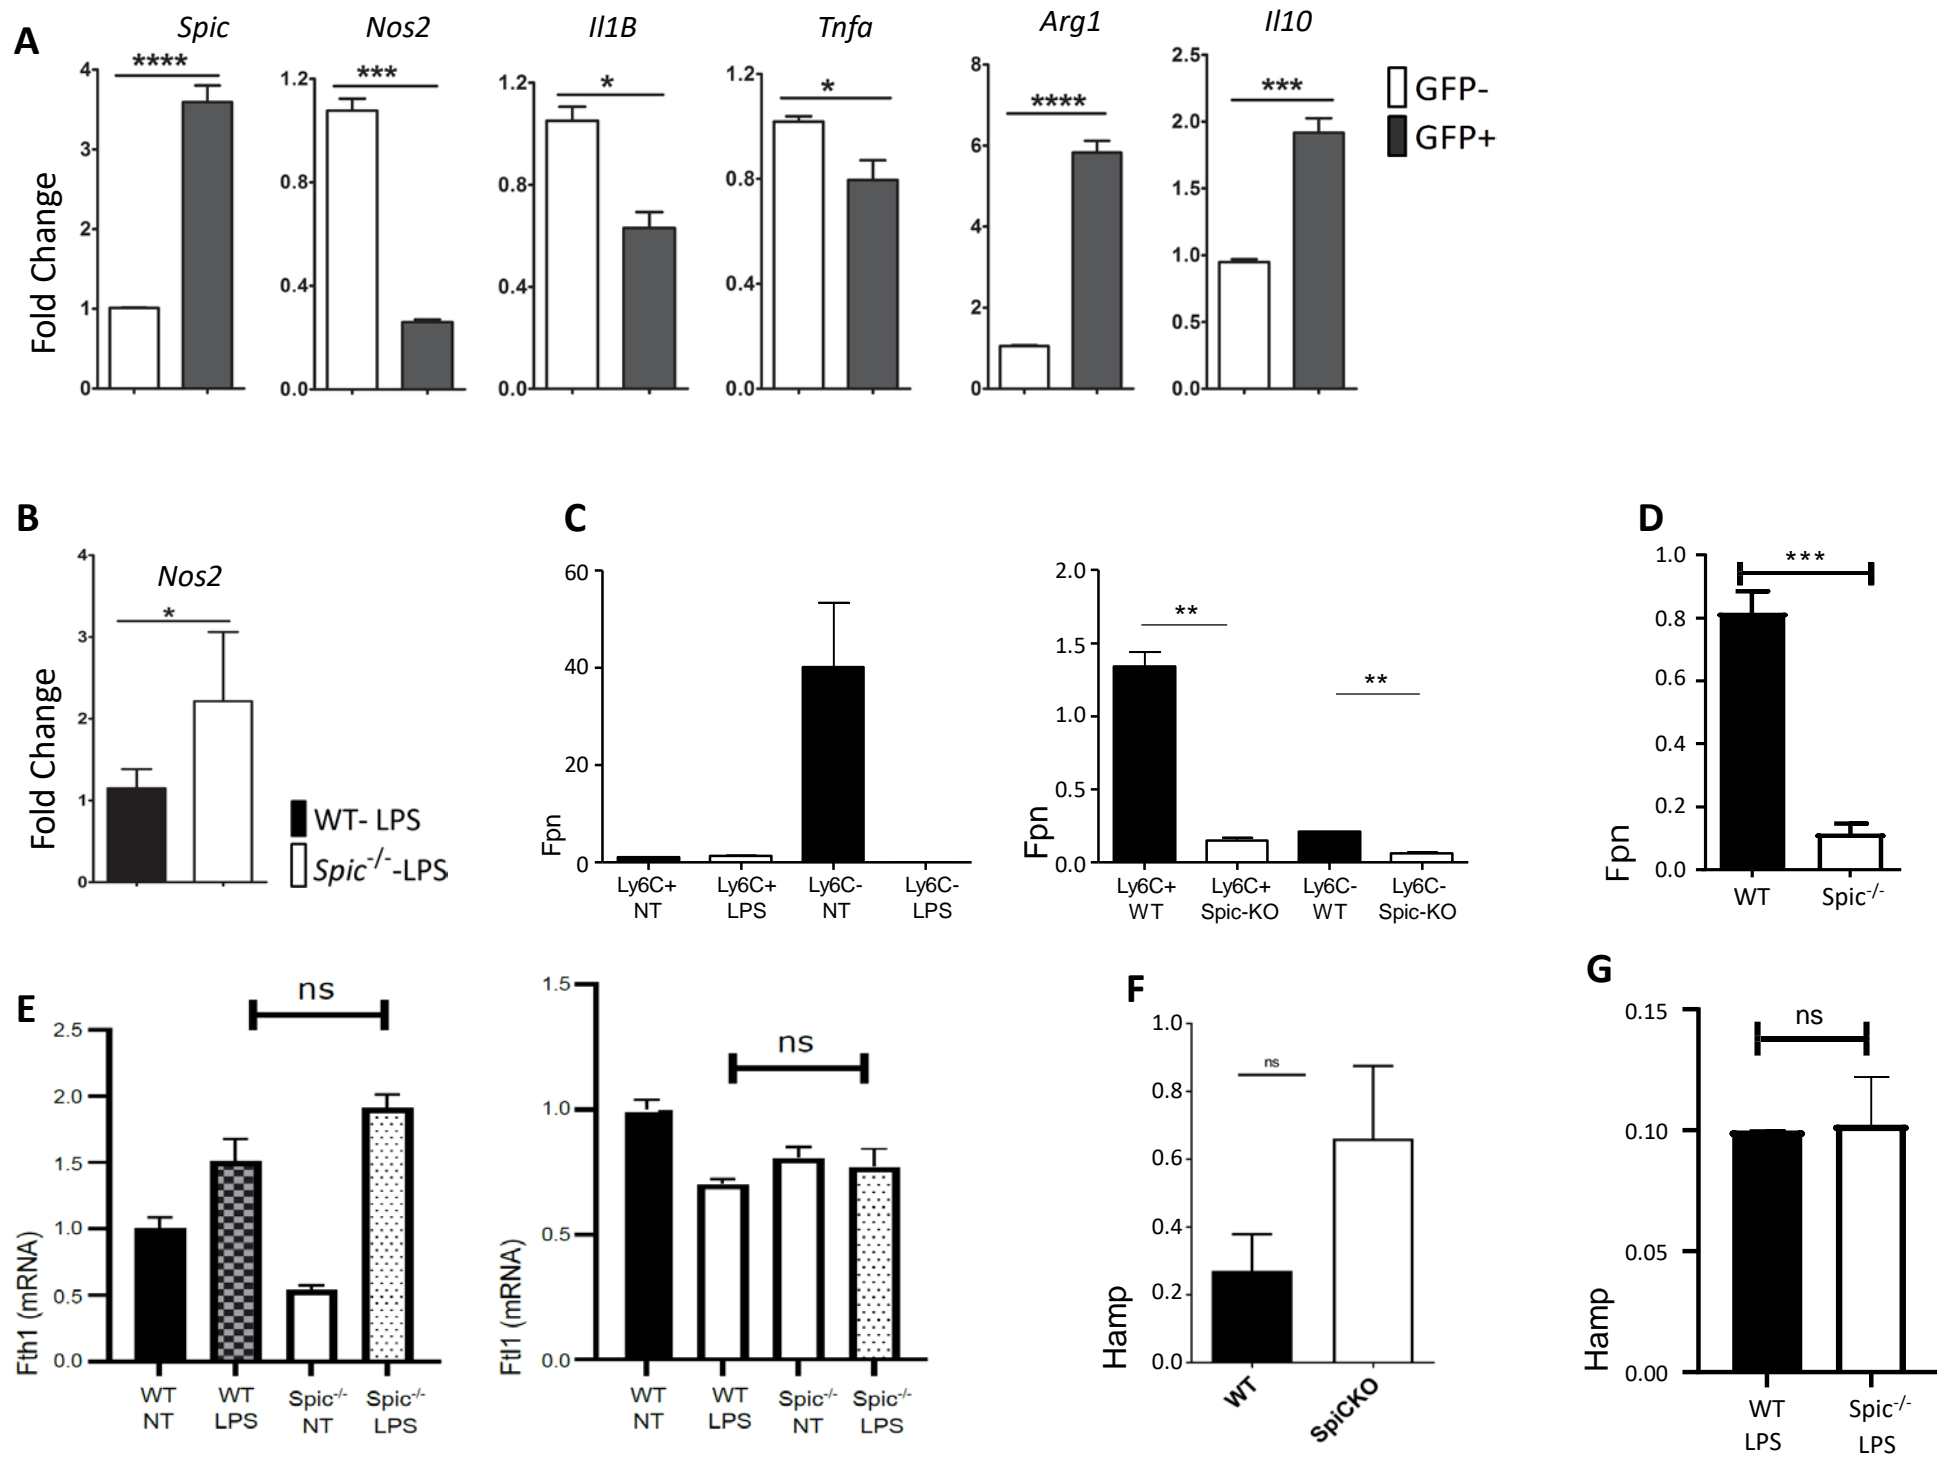 A
Spic
Nos2
Il1B
Tnfa
Arg1
Il10
Fold Change
4
3
2
1
0
****
1.2
0.8
0.4
0.0
***
1.2
0.8
0.4
0.0
*
1.2
0.8
0.4
0.0
*
8
6
4
2
0
****
2.5
2.0
1.5
1.0
0.5
0.0
***
GFP-
GFP+
B
Nos2
Fold Change
4
3
2
1
0
*
WT- LPS
Spic-/--LPS
C
Fpn
60
40
20
0
Ly6C+ NT
Ly6C+ LPS
Ly6C- NT
Ly6C- LPS
Fpn
2.0
1.5
1.0
0.5
0.0
**
**
Ly6C+ WT
Ly6C+ Spic-KO
Ly6C- WT
Ly6C- Spic-KO
D
Fpn
1.0
0.8
0.6
0.4
0.2
0.0
***
WT
Spic-/-
E
Fth1 (mRNA)
2.5
2.0
1.5
1.0
0.5
0.0
ns
WT NT
WT LPS
Spic-/- NT
Spic-/- LPS
Ftl1 (mRNA)
1.5
1.0
0.5
0.0
ns
WT NT
WT LPS
Spic-/- NT
Spic-/- LPS
F
Hamp
1.0
0.8
0.6
0.4
0.2
0.0
ns
WT
SpiCKO
G
Hamp
0.15
0.10
0.05
0.00
ns
WT LPS
Spic-/- LPS